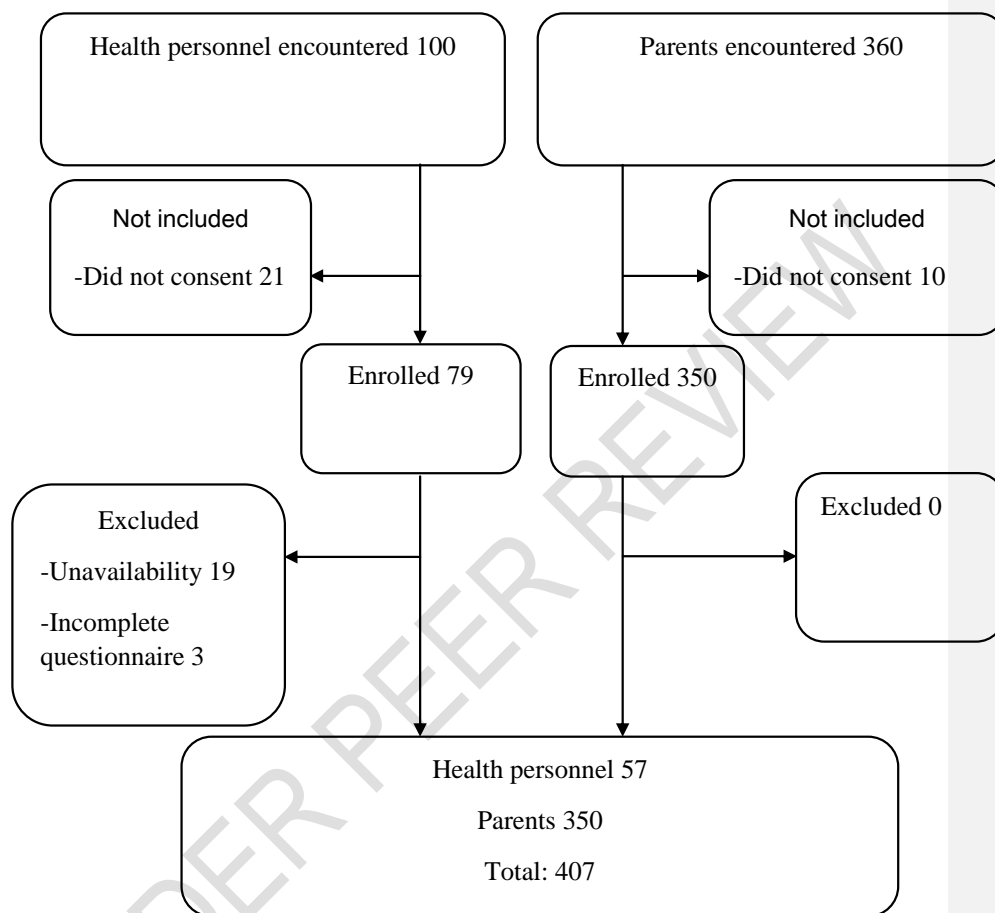 Health personnel encountered 100
Parents encountered 360
Not included
-Did not consent 21
Not included
-Did not consent 10
Enrolled 79
Enrolled 350
Excluded
-Unavailability 19
-Incomplete
questionnaire 3
Excluded 0
Health personnel 57
Parents 350
Total: 407
DER PEER REVIEW